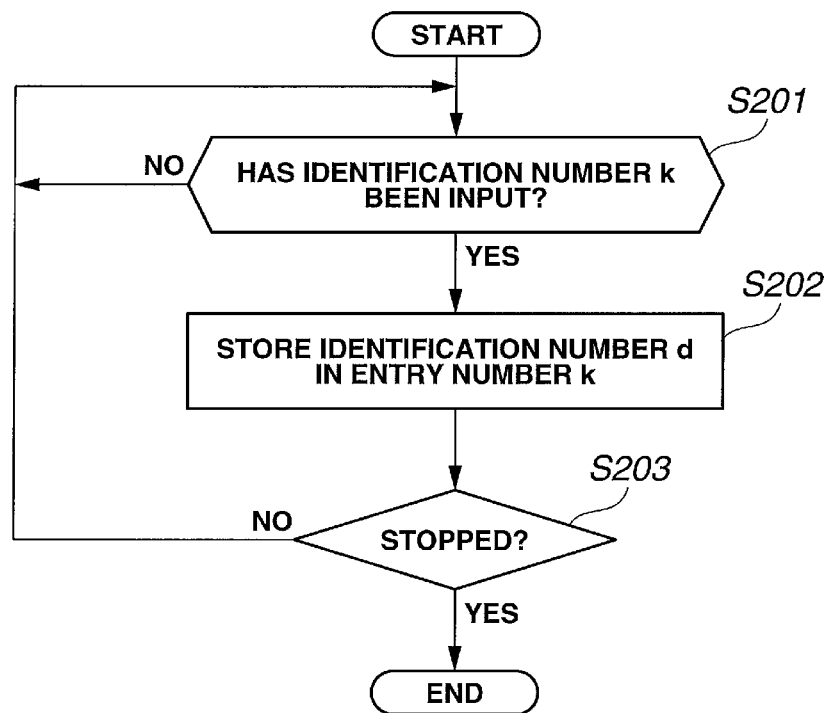 START
S201
NO
HAS IDENTIFICATION NUMBER k
BEEN INPUT?
YES
S202
STORE IDENTIFICATION NUMBER d
IN ENTRY NUMBER k
S203
NO
STOPPED?
YES
END